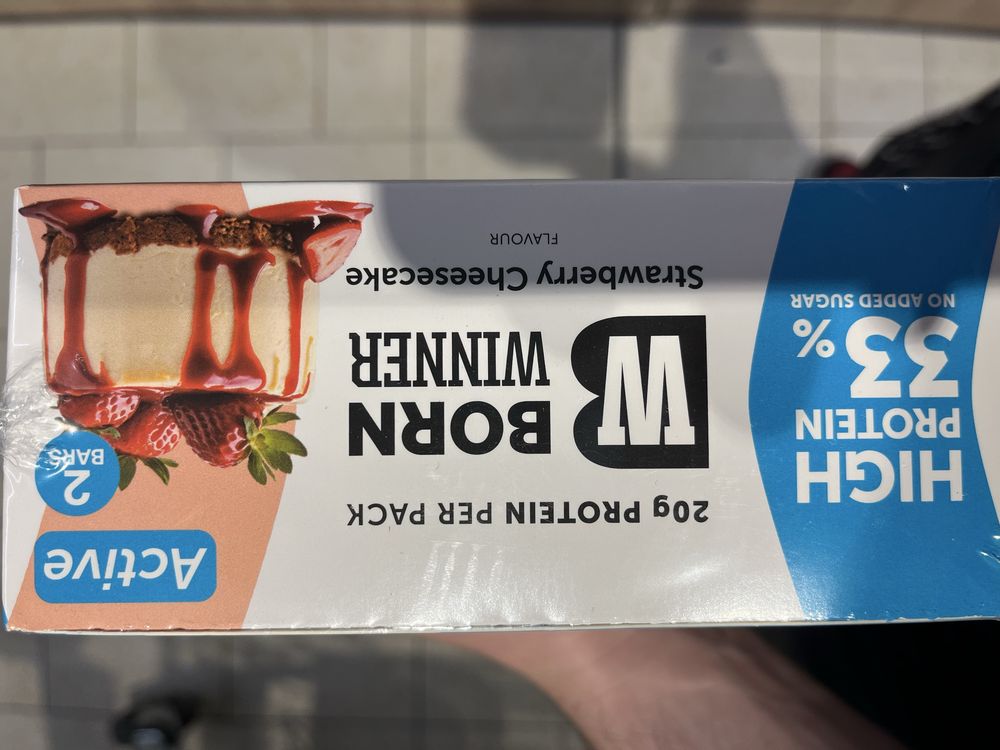 Active
2
BARS
20g PROTEIN PER PACK
W
BORN
WINNER
Strawberry Cheesecake
FLAVOUR
HIGH
PROTEIN
33%
NO ADDED SUGAR